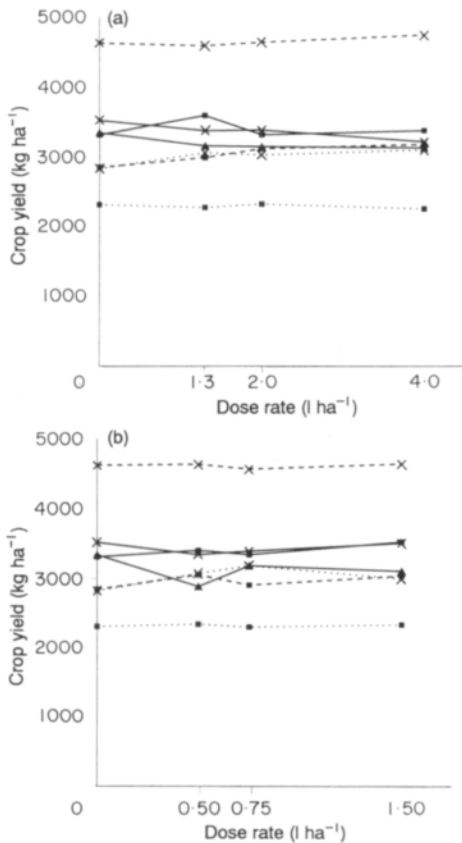 (a)
5000
4000
3000
2000
1000
0
Crop yield (kg ha⁻¹)
1·3 2·0 4·0
Dose rate (l ha⁻¹)
(b)
5000
4000
3000
2000
1000
0
Crop yield (kg ha⁻¹)
0·50 0·75 1·50
Dose rate (l ha⁻¹)